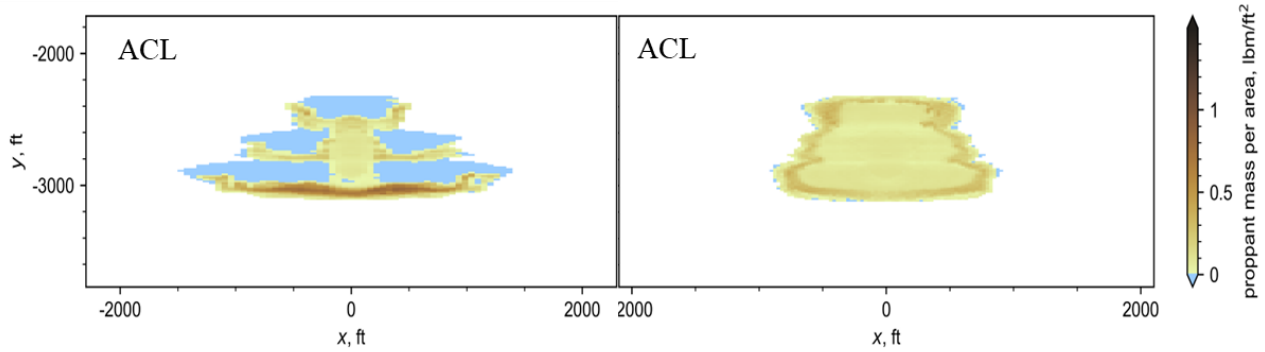 ACL
ACL
-2000
-3000
y, ft
-2000
0
2000
x, ft
2000
0
2000
x, ft
1
0.5
0
proppant mass per area, lbm/ft²